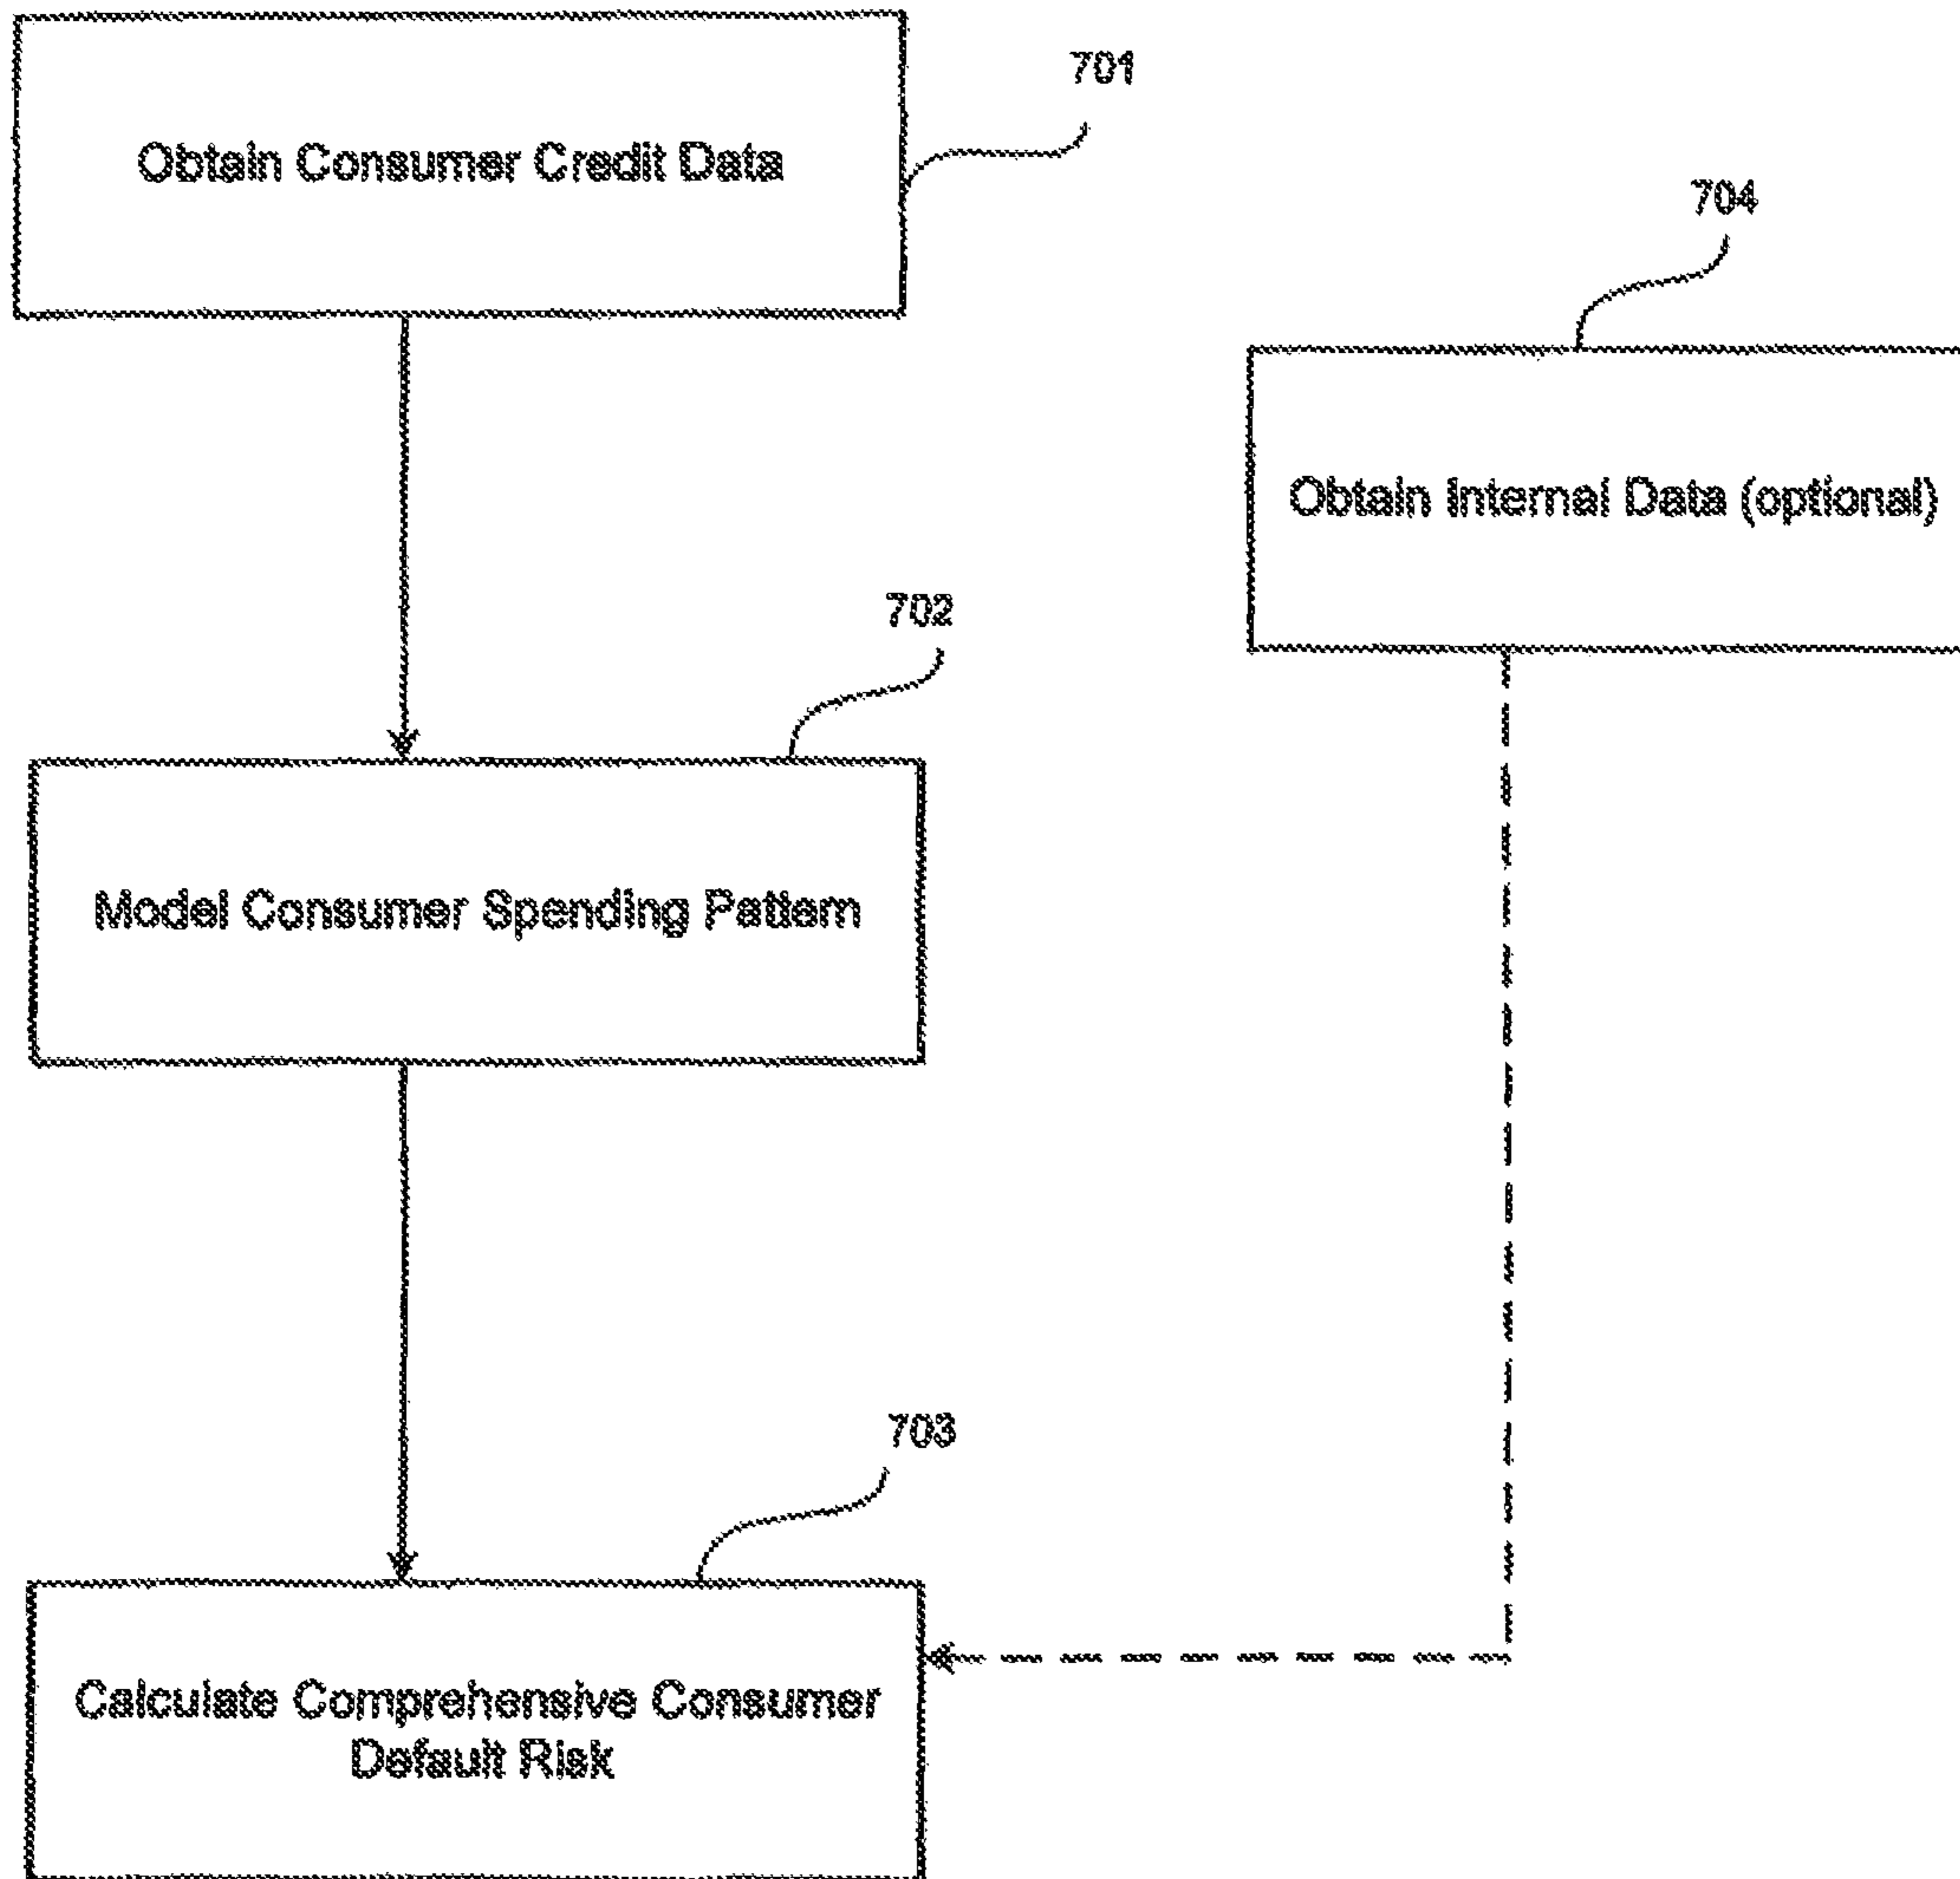 Obtain Consumer Credit Data
701
704
Obtain Internal Data (optional)
702
Model Consumer Spending Pattern
703
Calculate Comprehensive Consumer
Default Risk